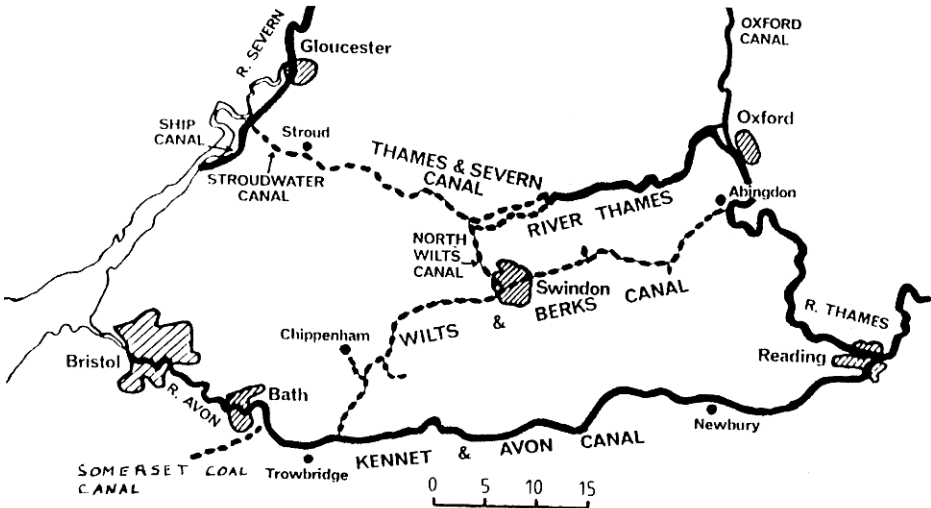 OXFORD
CANAL
R. SEVERN
Gloucester
Oxford
SHIP
CANAL
Stroud
THAMES & SEVERN
CANAL
STROUDWATER
CANAL
Abingdon
RIVER THAMES
NORTH
WILTS
CANAL
Swindon
WILTS & BERKS CANAL
R. THAMES
Chippenham
Bristol
Reading
R. AVON
Bath
Newbury
KENNET & AVON CANAL
Trowbridge
SOMERSET COAL
CANAL
0 5 10 15